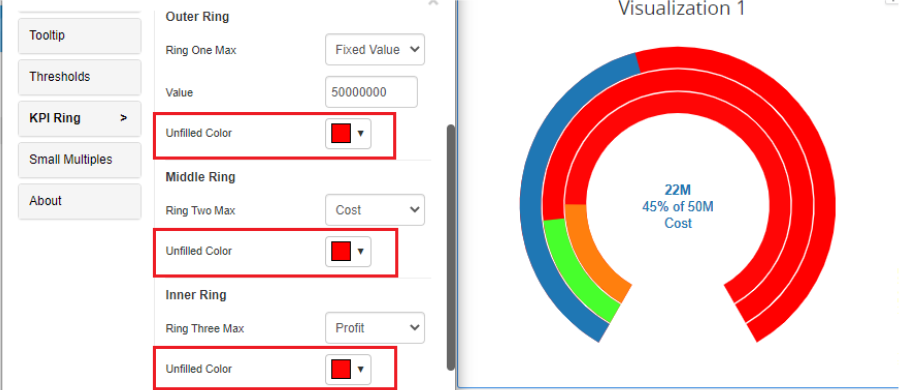 Tooltip
Thresholds
KPI Ring >
Small Multiples
About
Outer Ring
Ring One Max Fixed Value
Value 50000000
Unfilled Color
Middle Ring
Ring Two Max Cost
Unfilled Color
Inner Ring
Ring Three Max Profit
Unfilled Color
Visualization 1
22M
45% of 50M
Cost